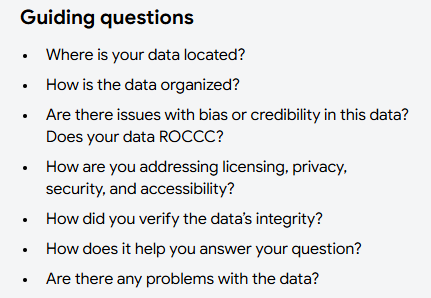 Guiding questions
• Where is your data located?
• How is the data organized?
• Are there issues with bias or credibility in this data?
Does your data ROCCC?
• How are you addressing licensing, privacy,
security, and accessibility?
• How did you verify the data’s integrity?
• How does it help you answer your question?
• Are there any problems with the data?